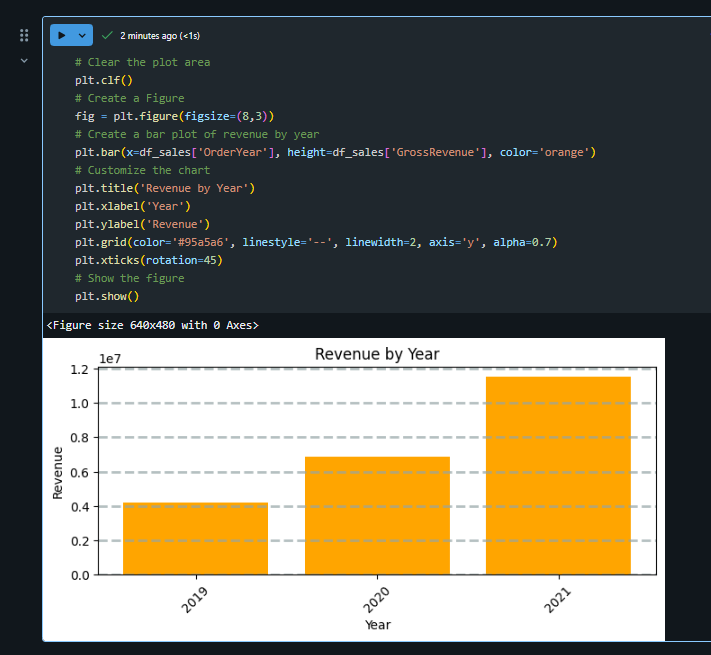 2 minutes ago (<1s)
# Clear the plot area
plt.clf()
# Create a Figure
fig = plt.figure(figsize=(8,3))
# Create a bar plot of revenue by year
plt.bar(x=df_sales['OrderYear'], height=df_sales['GrossRevenue'], color='orange')
# Customize the chart
plt.title('Revenue by Year')
plt.xlabel('Year')
plt.ylabel('Revenue')
plt.grid(color='#95a5a6', linestyle='--', linewidth=2, axis='y', alpha=0.7)
plt.xticks(rotation=45)
# Show the figure
plt.show()
<Figure size 640x480 with 0 Axes>
Revenue by Year
1e7
1.2
1.0
0.8
0.6
0.4
0.2
0.0
Revenue
2019
2020
2021
Year